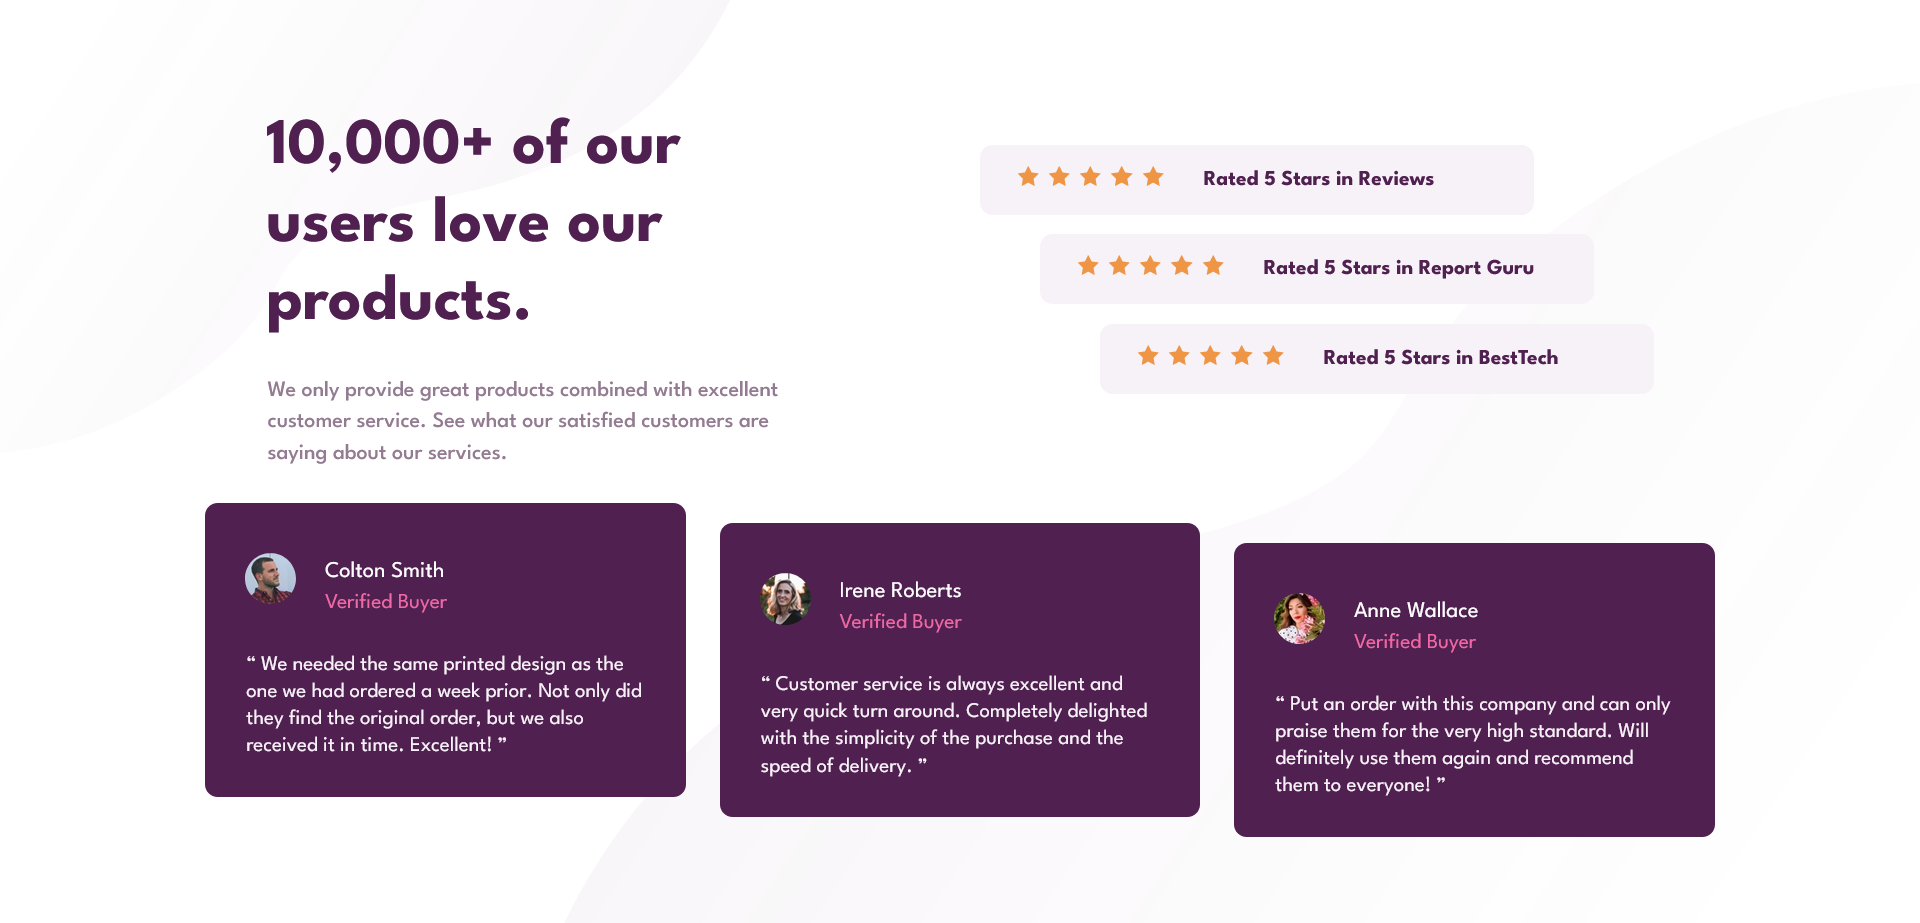 10,000+ of our
users love our
products.
We only provide great products combined with excellent
customer service. See what our satisfied customers are
saying about our services.
Rated 5 Stars in Reviews
Rated 5 Stars in Report Guru
Rated 5 Stars in BestTech
Colton Smith
Verified Buyer
“ We needed the same printed design as the
one we had ordered a week prior. Not only did
they find the original order, but we also
received it in time. Excellent! ”
Irene Roberts
Verified Buyer
“ Customer service is always excellent and
very quick turn around. Completely delighted
with the simplicity of the purchase and the
speed of delivery. ”
Anne Wallace
Verified Buyer
“ Put an order with this company and can only
praise them for the very high standard. Will
definitely use them again and recommend
them to everyone! ”